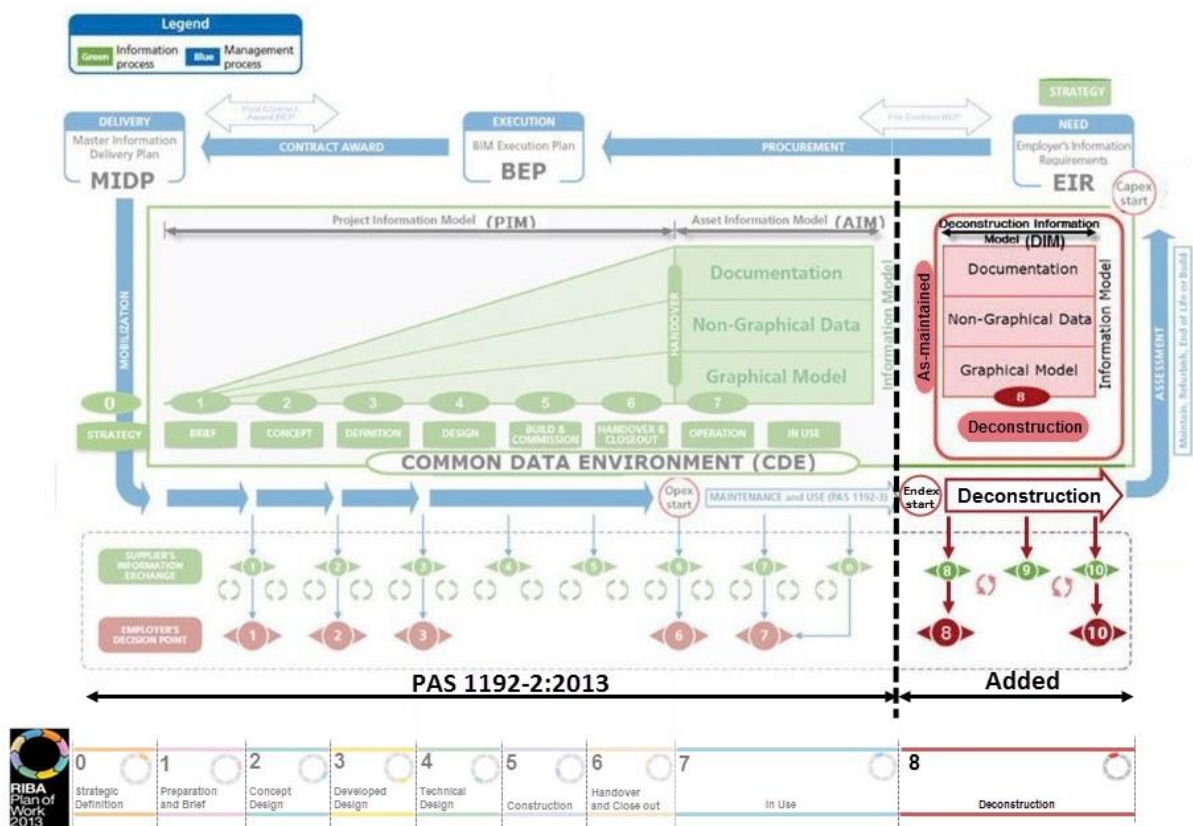 Legend
Green
Information
process
Blue
Management
process
STRATEGY
DELIVERY
Master Information
Delivery Plan
MIDP
Post Contract
Award BEP
CONTRACT AWARD
EXECUTION
BIM Execution Plan
BEP
Pre Contract BEP
PROCUREMENT
NEED
Employer's Information
Requirements
EIR
Capex
start
Project Information Model (PIM)
Asset Information Model (AIM)
Deconstruction Information
Model (DIM)
MOBILIZATION
Documentation
Non-Graphical Data
Graphical Model
HANDOVER
Information Model
As-maintained
Documentation
Non-Graphical Data
Graphical Model
Information Model
8
Deconstruction
ASSESSMENT
Maintain, Refurbish, End of Life or Build
0
1
2
3
4
5
6
7
STRATEGY
BRIEF
CONCEPT
DEFINITION
DESIGN
BUILD &
COMMISSION
HANDOVER &
CLOSEOUT
OPERATION
IN USE
COMMON DATA ENVIRONMENT (CDE)
Opex
start
MAINTENANCE and USE (PAS 1192-3)
Endex
start
Deconstruction
SUPPLIER'S
INFORMATION
EXCHANGE
1
2
3
4
5
6
7
n
8
9
10
EMPLOYER'S
DECISION POINT
1
2
3
6
7
8
10
PAS 1192-2:2013
Added
RIBA
Plan of
Work
2013
0
Strategic
Definition
1
Preparation
and Brief
2
Concept
Design
3
Developed
Design
4
Technical
Design
5
Construction
6
Handover
and Close out
7
In Use
8
Deconstruction